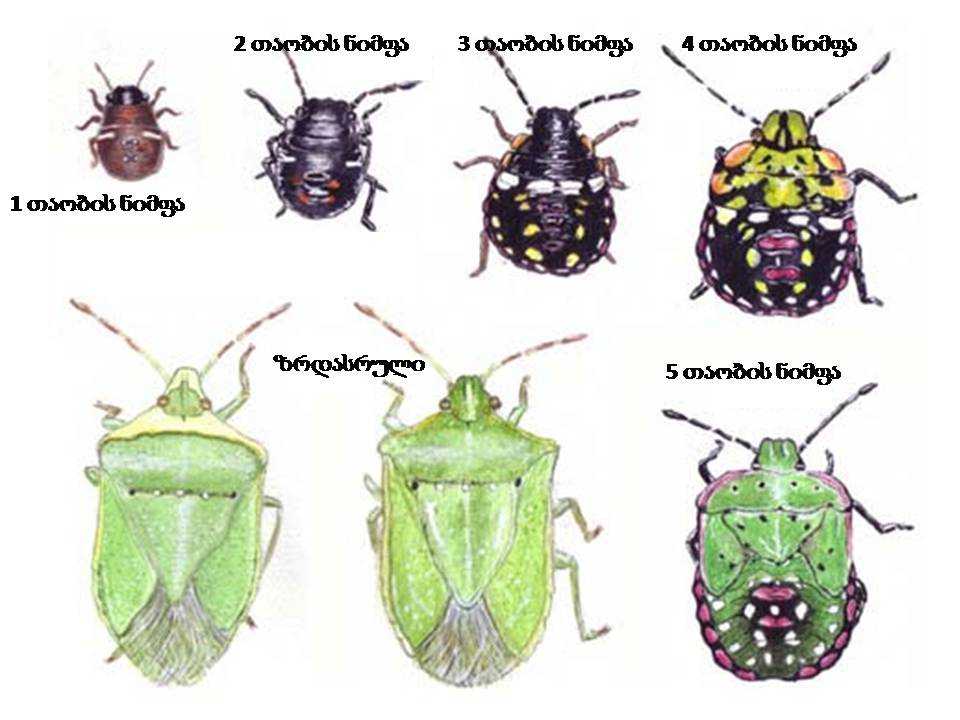 2 თაობის ნიმფა
3 თაობის ნიმფა
4 თაობის ნიმფა
1 თაობის ნიმფა
ზრდასრული
5 თაობის ნიმფა